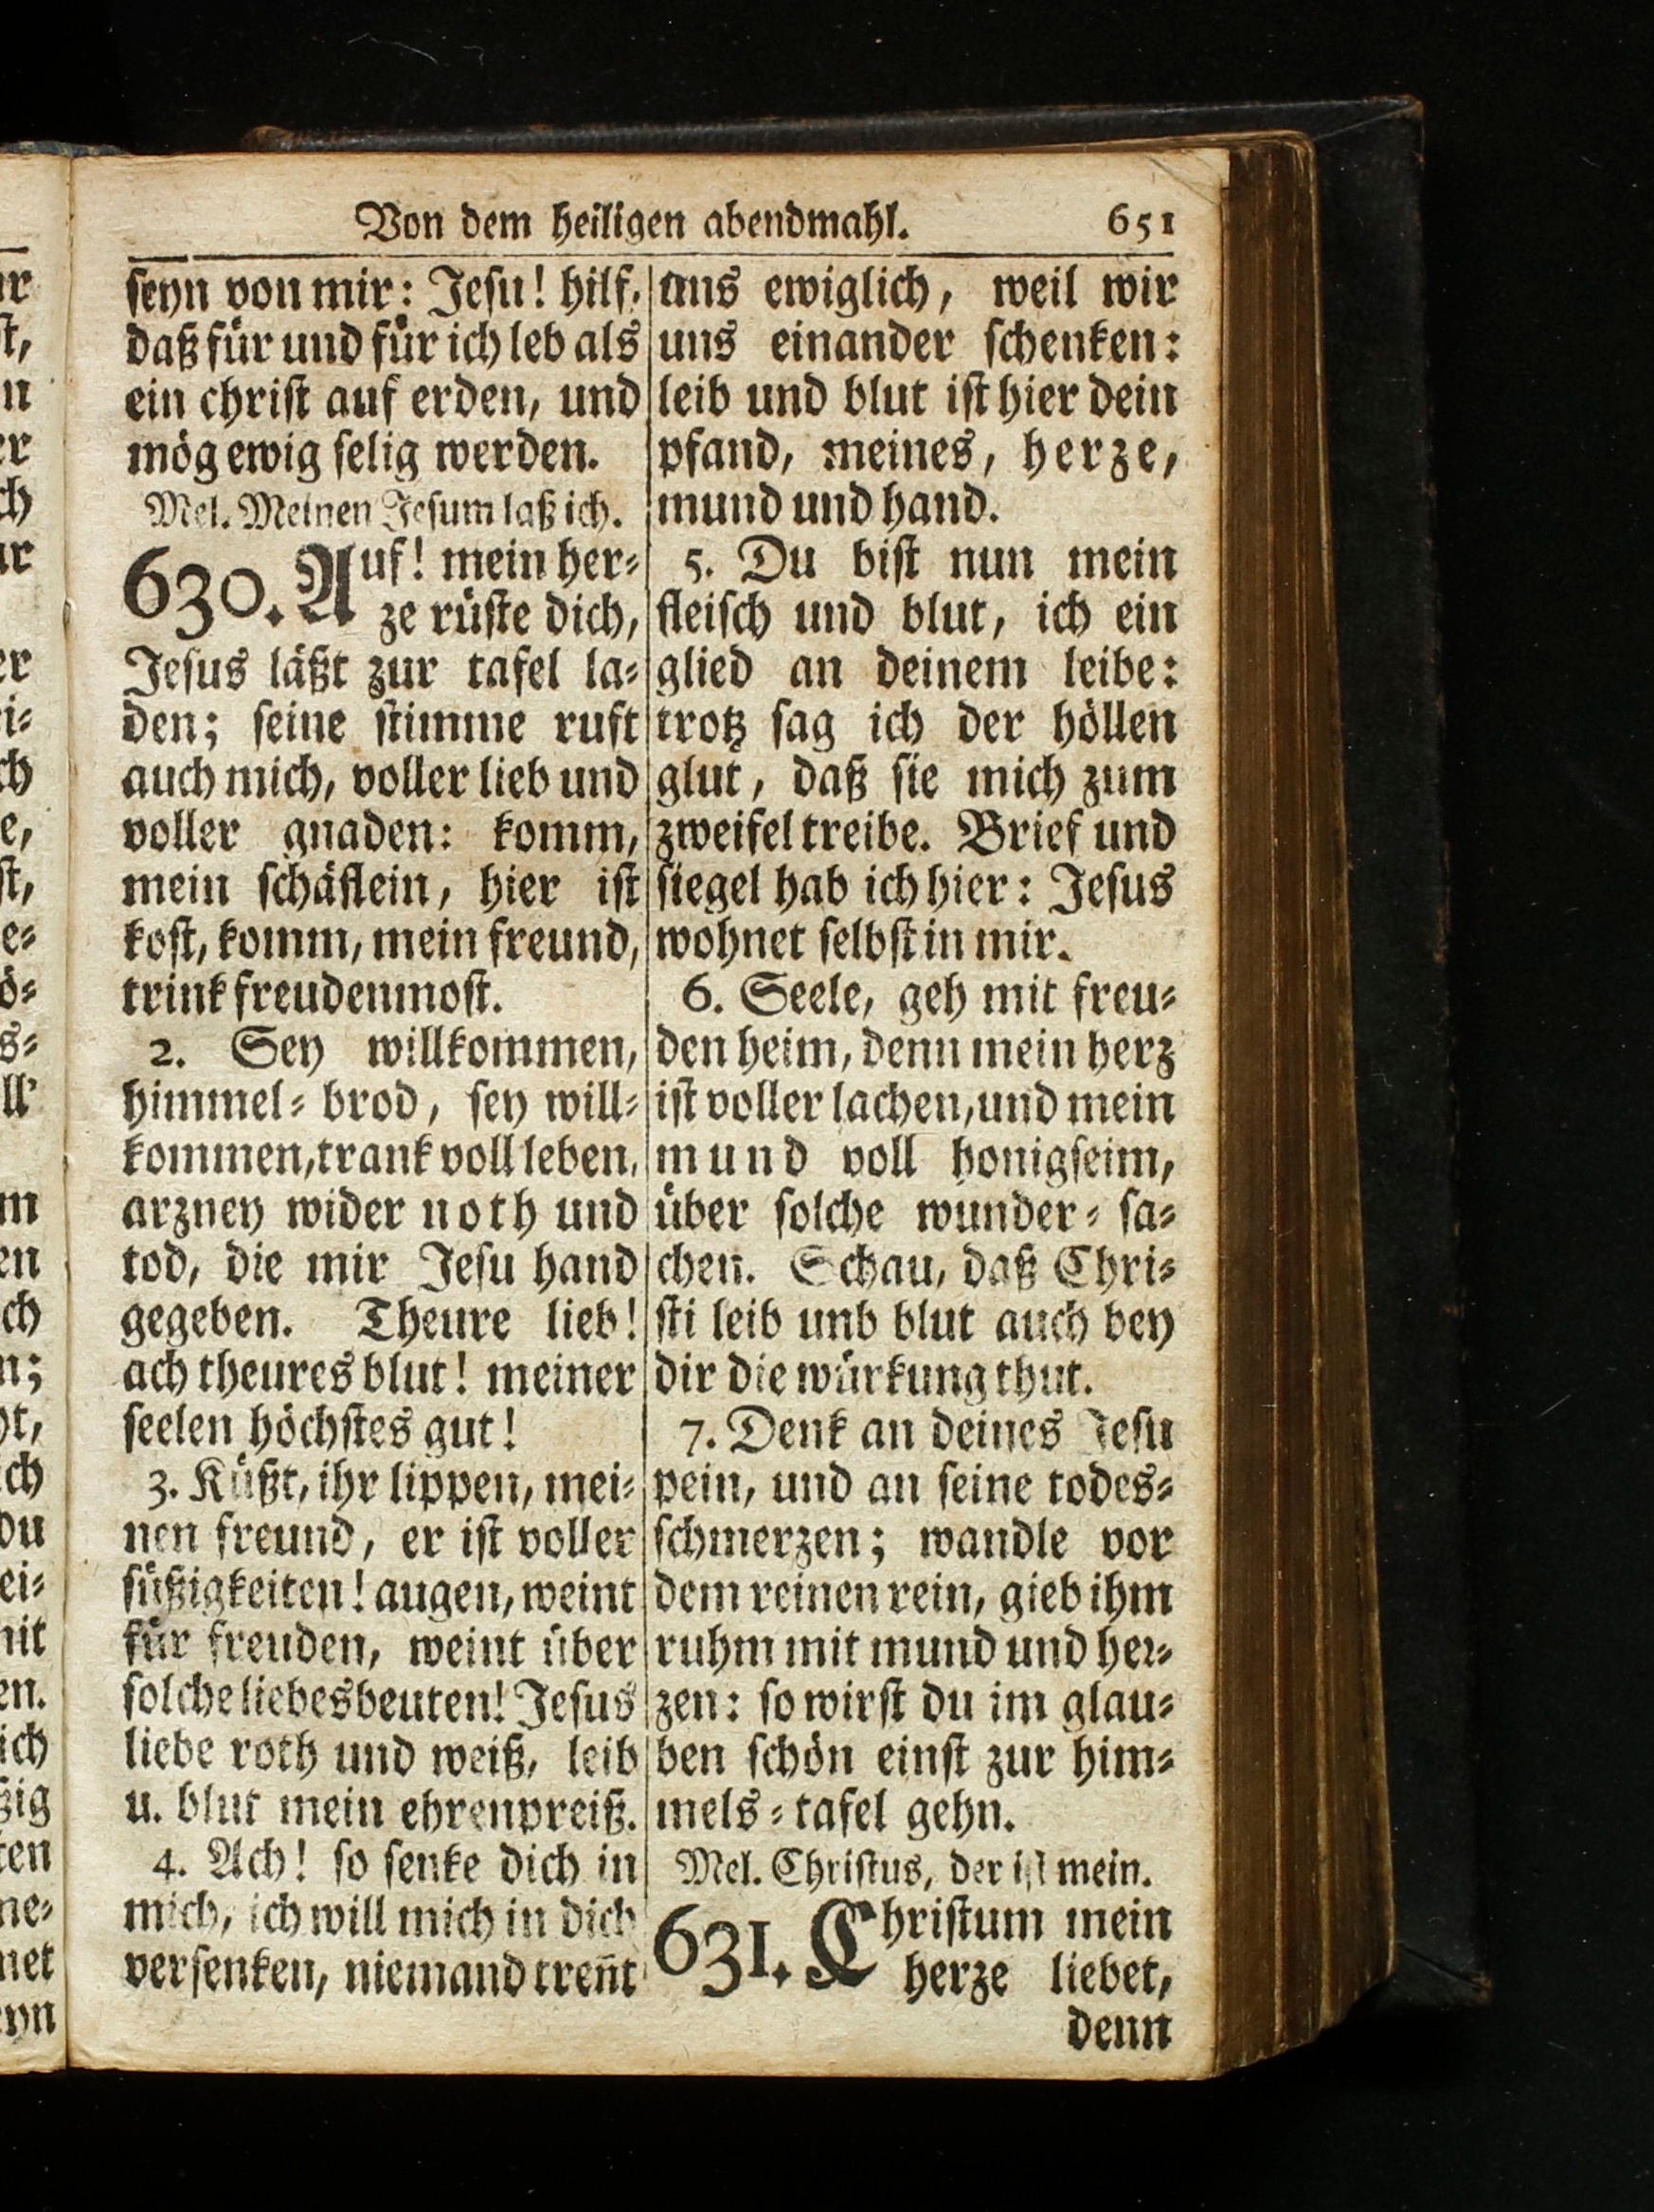 Von dem heiligen abendmahl. 651
seyn von mir: Jesu! hilf,
daß für und für ich leb als
ein christ auf erden, und
mög ewig selig werden.
Mel. Meinen Jesum laß ich.
630. Auf! mein her-
ze rüste dich,
Jesus läßt zur tafel la-
den; seine stimme ruft
auch mich, voller lieb und
voller gnaden: komm,
mein schäflein, hier ist
kost, komm, mein freund,
trink freudenmost.
2. Sey willkommen,
himmel-brod, sey will-
kommen, trank voll leben,
arzney wider noth und
tod, die mir Jesu hand
gegeben. Theure lieb!
ach theures blut! meiner
seelen höchstes gut!
3. Küßt, ihr lippen, mei-
nen freund, er ist voller
süßigkeiten! augen, weint
für freuden, weint über
solche liebesbeuten! Jesus
liebe roth und weiß, leib
u. blut mein ehrenpreiß.
4. Ach! so senke dich in
mich, ich will mich in dich
versenken, niemand treñt
uns ewiglich, weil wir
uns einander schenken:
leib und blut ist hier dein
pfand, meines, herze,
mund und hand.
5. Du bist nun mein
fleisch und blut, ich ein
glied an deinem leibe:
trotz sag ich der höllen
glut, daß sie mich zum
zweifel treibe. Brief und
siegel hab ich hier: Jesus
wohnet selbst in mir.
6. Seele, geh mit freu-
den heim, denn mein herz
ist voller lachen, und mein
mund voll honigseim,
über solche wunder-sa-
chen. Schau, daß Chri-
sti leib unb blut auch bey
dir die würkung thut.
7. Denk an deines Jesu
pein, und an seine todes-
schmerzen; wandle vor
dem reinen rein, gieb ihm
ruhm mit mund und her-
zen: so wirst du im glau-
ben schön einst zur him-
mels-tafel gehn.
Mel. Christus, der ist mein.
631. Christum mein
herze liebet,
denn